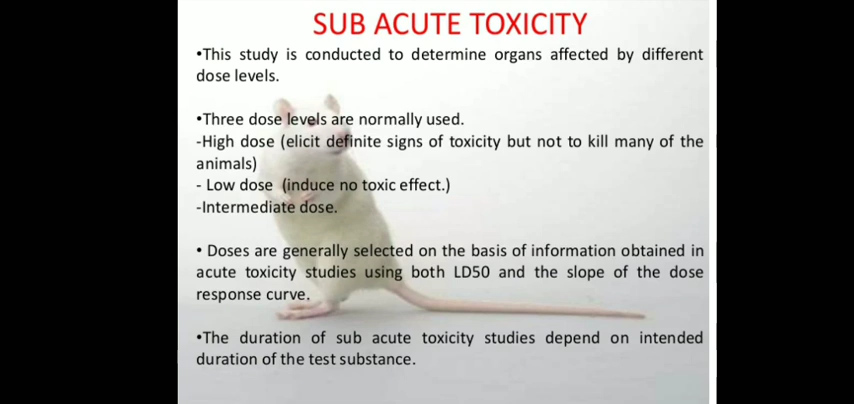 SUB ACUTE TOXICITY
•This study is conducted to determine organs affected by different
dose levels.
•Three dose levels are normally used.
-High dose (elicit definite signs of toxicity but not to kill many of the
animals)
- Low dose (induce no toxic effect.)
-Intermediate dose.
• Doses are generally selected on the basis of information obtained in
acute toxicity studies using both LD50 and the slope of the dose
response curve.
•The duration of sub acute toxicity studies depend on intended
duration of the test substance.